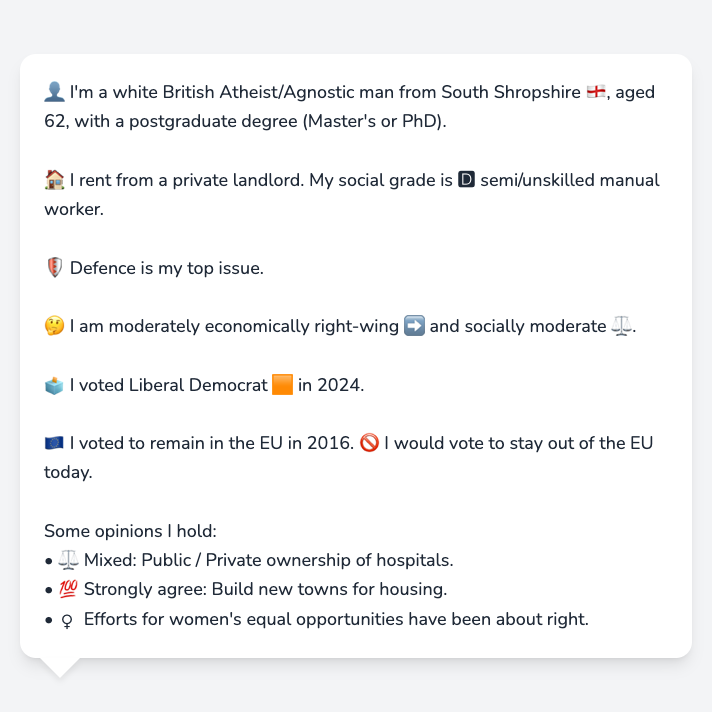 👤 I'm a white British Atheist/Agnostic man from South Shropshire 🏴󠁧󠁢󠁥󠁮󠁧󠁿, aged
62, with a postgraduate degree (Master's or PhD).
🏠 I rent from a private landlord. My social grade is 🅳 semi/unskilled manual
worker.
🛡️ Defence is my top issue.
🤔 I am moderately economically right-wing ➡️ and socially moderate ⚖️.
🗳️ I voted Liberal Democrat 🟧 in 2024.
🇪🇺 I voted to remain in the EU in 2016. 🚫 I would vote to stay out of the EU
today.
Some opinions I hold:
• ⚖️ Mixed: Public / Private ownership of hospitals.
• 💯 Strongly agree: Build new towns for housing.
• ♀ Efforts for women's equal opportunities have been about right.